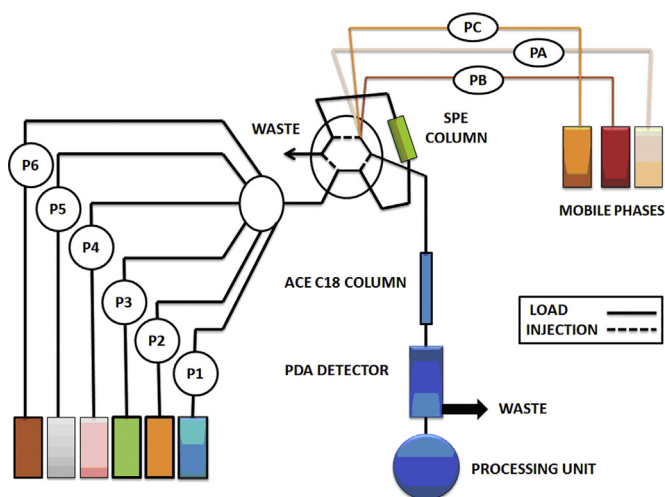 PC
PA
PB
SPE
COLUMN
WASTE
P6
P5
P4
P3
P2
P1
MOBILE PHASES
ACE C18 COLUMN
LOAD
INJECTION
PDA DETECTOR
WASTE
PROCESSING UNIT